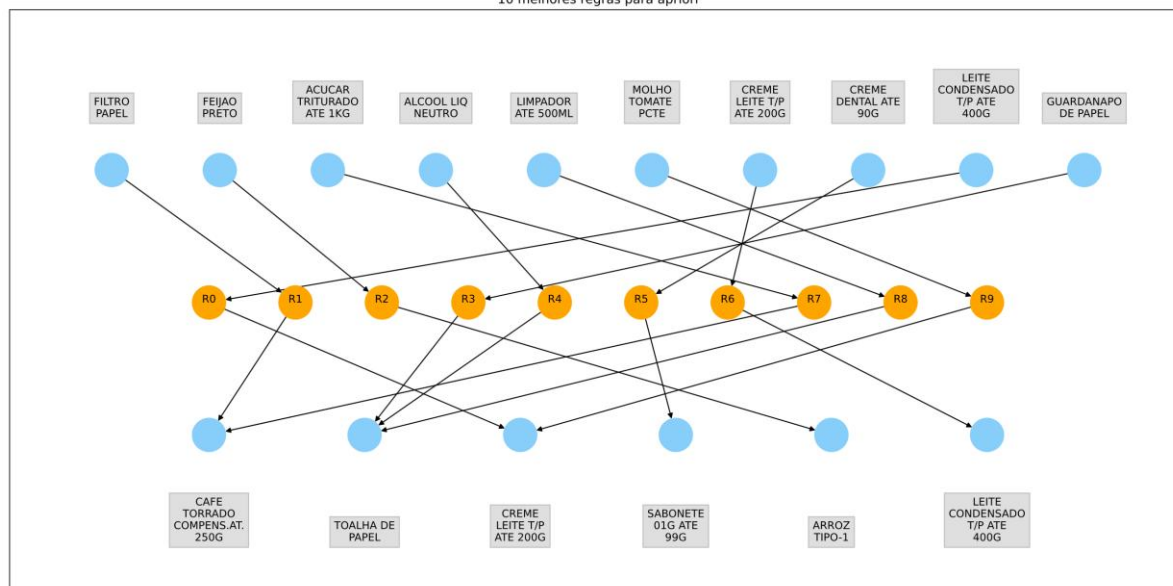 10 melhores regras para apriori
FILTRO
PAPEL
FEIJAO
PRETO
ACUCAR
TRITURADO
ATE 1KG
ALCOOL LIQ
NEUTRO
LIMPADOR
ATE 500ML
MOLHO
TOMATE
PCTE
CREME
LEITE T/P
ATE 200G
CREME
DENTAL ATE
90G
LEITE
CONDENSADO
T/P ATE
400G
GUARDANAPO
DE PAPEL
R0
R1
R2
R3
R4
R5
R6
R7
R8
R9
CAFE
TORRADO
COMPENS.AT.
250G
TOALHA DE
PAPEL
CREME
LEITE T/P
ATE 200G
SABONETE
01G ATE
99G
ARROZ
TIPO-1
LEITE
CONDENSADO
T/P ATE
400G